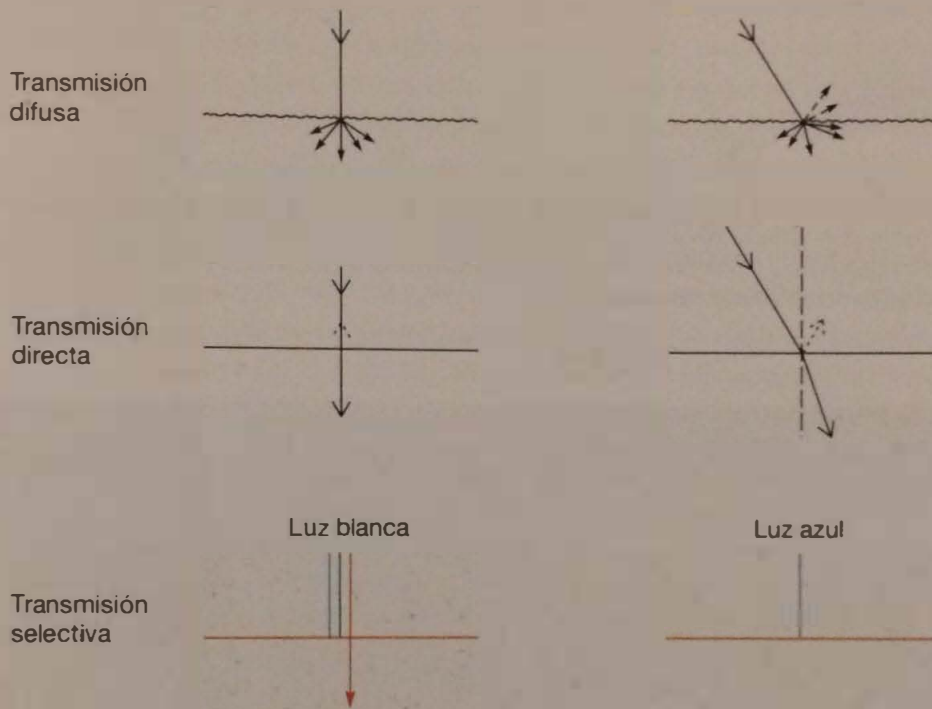 Transmisión
difusa
Transmisión
directa
Luz blanca
Luz azul
Transmisión
selectiva